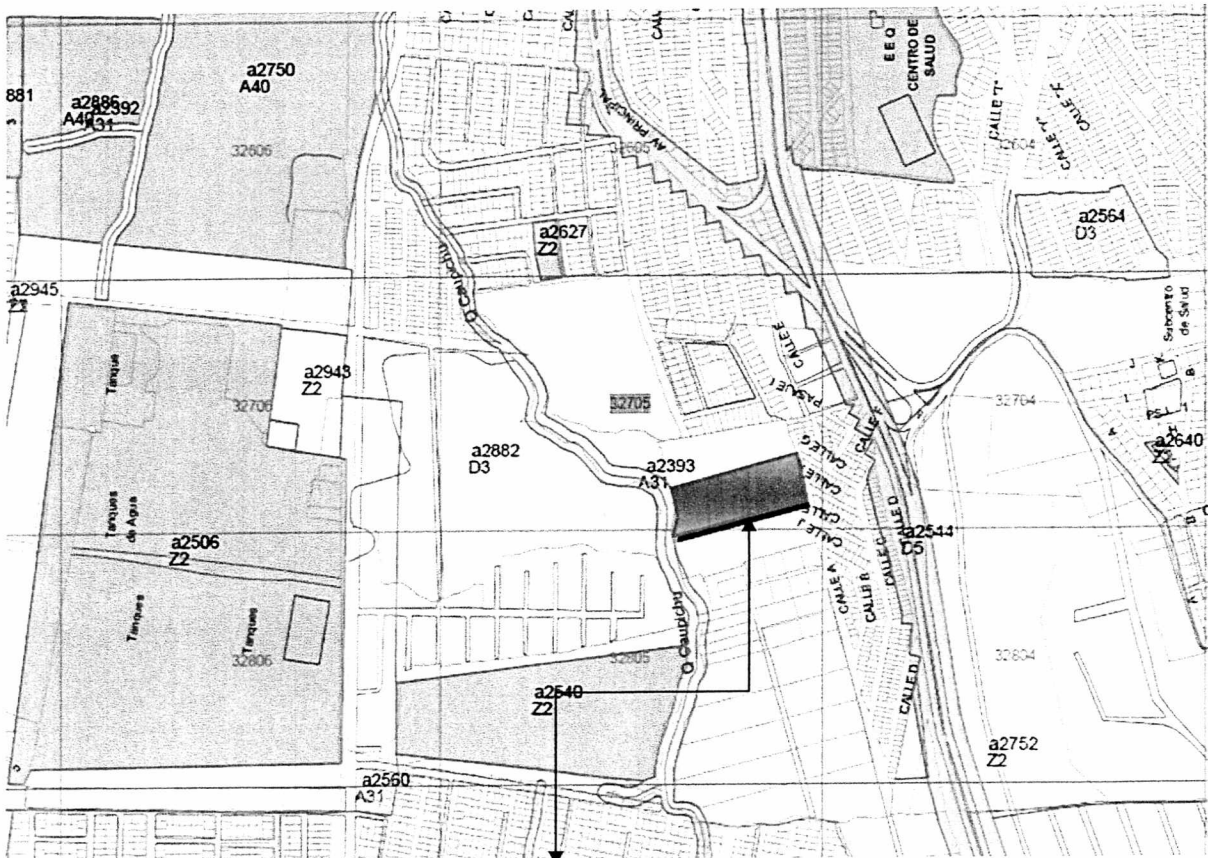 E E Q
CENTRO DE
SALUD
a2750
A40
881
a2886
A40
a2392
A31
32606
32605
32604
AV PRINCIPAL
CALLE "T"
CALLE "Y"
CALLE "X"
a2564
D3
a2627
Z2
Q Caupichu
a2945
Subcentro
de Salud
Tanque
a2943
Z2
32706
32705
32704
CALLE E
PASAJE I
CALLE F
CALLE G
J
I
A
B
PS
a2640
a2882
D3
a2393
A31
CALLE
CALLE
CALLE J
CALLE D
a2544
D5
Tanques
de Agua
a2506
Z2
CALLE C
CALLE A
CALLE B
Tanques
Tanques
32806
32805
32804
Q Caupichu
CALLE D
a2540
Z2
a2752
Z2
a2560
A31